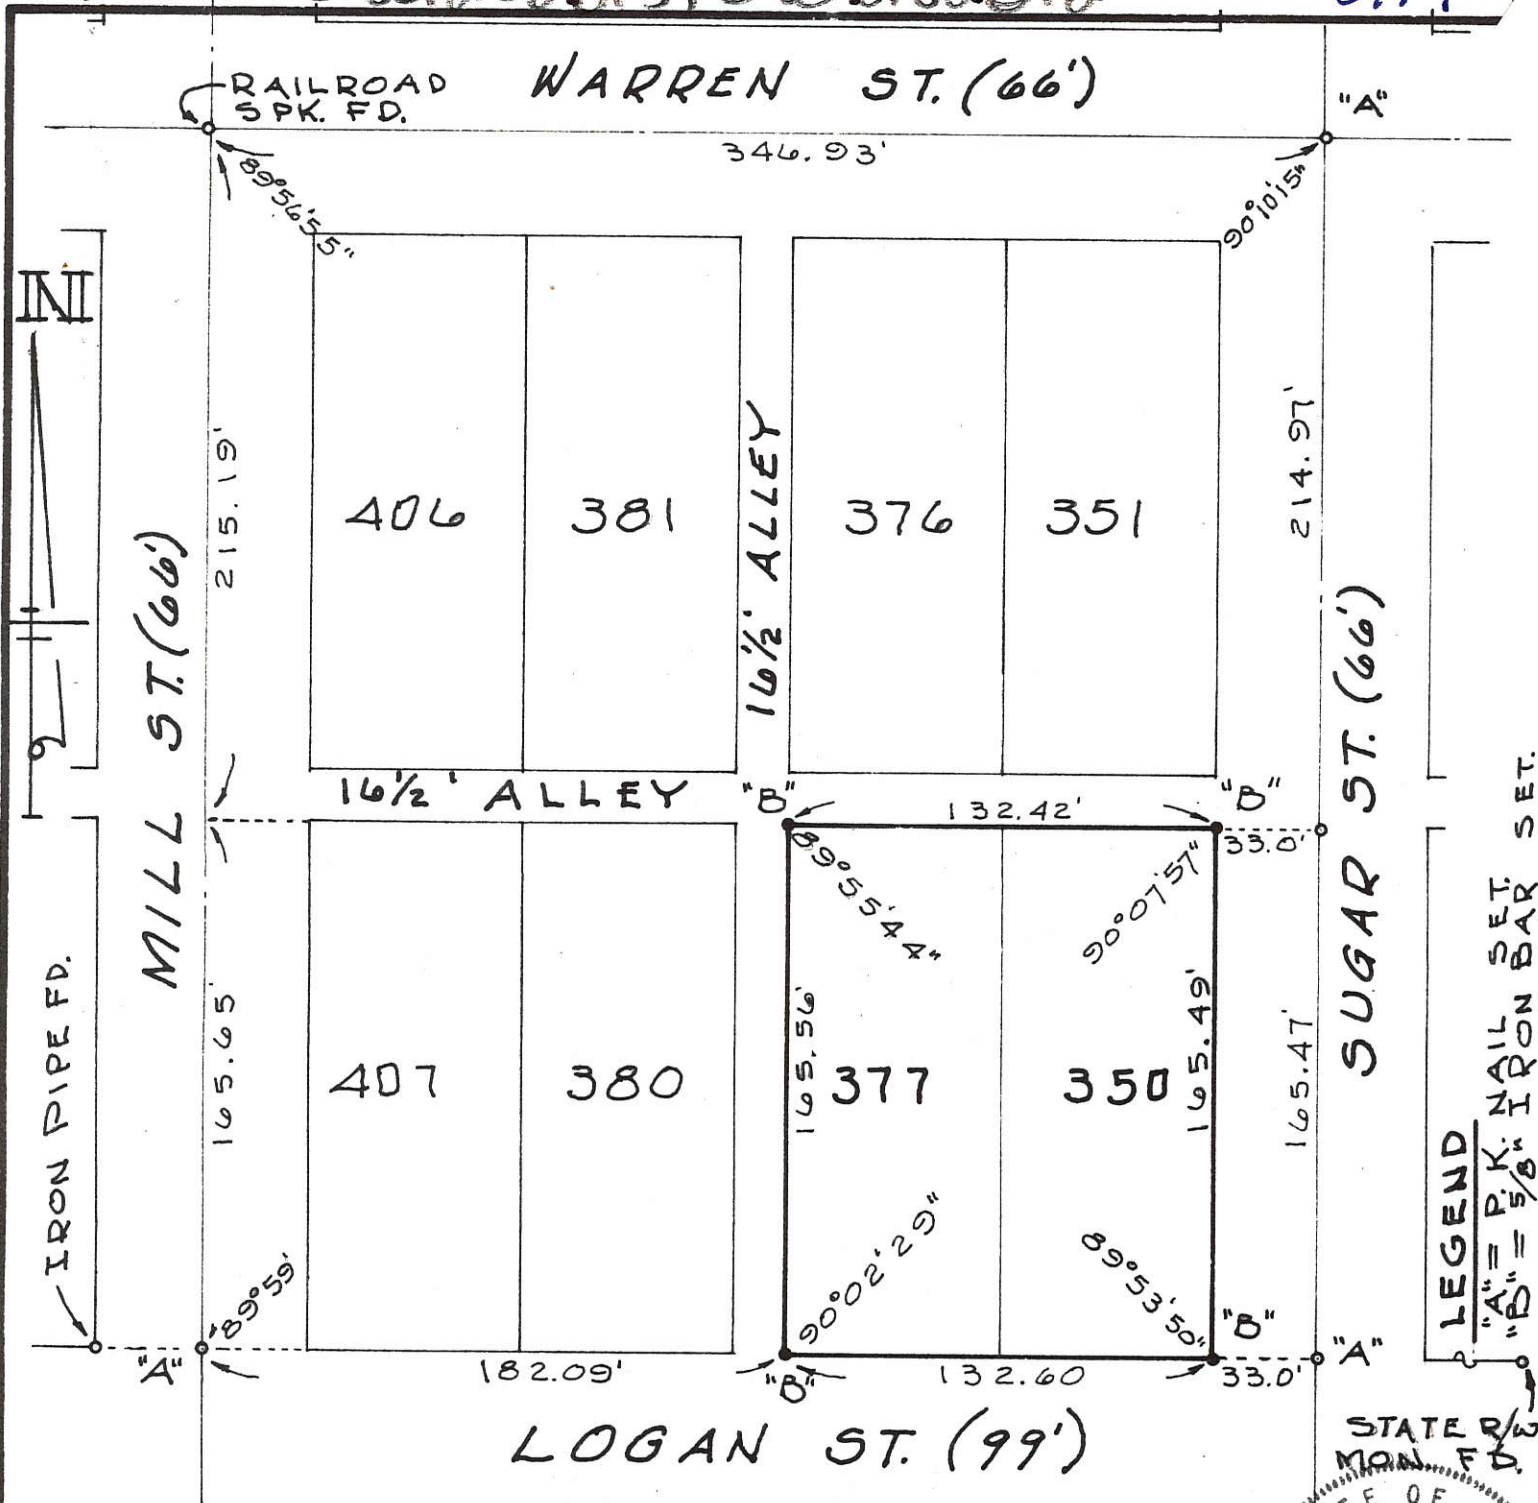 WARREN ST. (66')
RAILROAD
SPK. FD.
"A"
346.93'
89°56'55"
90°10'15"
N
215.19'
214.97'
406
381
376
351
16½' ALLEY
MILL ST. (66')
SUGAR ST. (66')
16½' ALLEY
"B"
132.42'
"B"
33.0'
89°55'44"
90°07'57"
IRON PIPE FD.
165.65'
165.56'
165.49'
165.47'
407
380
377
350
89°59'
90°02'29"
89°53'50"
"B"
"A"
"A"
182.09'
"B"
132.60
33.0'
LOGAN ST. (99')
LEGEND
"A" = P.K. NAIL SET.
"B" = 5/8" IRON BAR SET.
STATE R/W
MON. FD.
OF